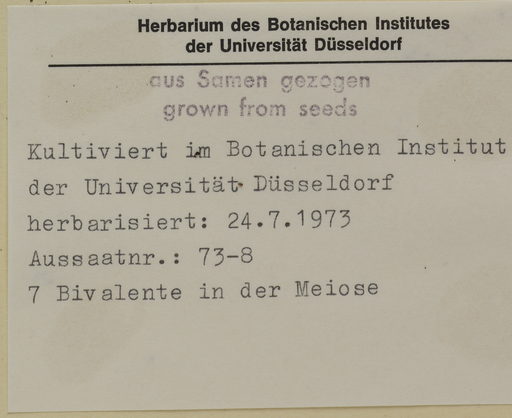 Herbarium des Botanischen Institutes
der Universität Düsseldorf
aus Samen gezogen
grown from seeds
Kultiviert im Botanischen Institut
der Universität Düsseldorf
herbarisiert: 24.7.1973
Aussaatnr.: 73-8
7 Bivalente in der Meiose